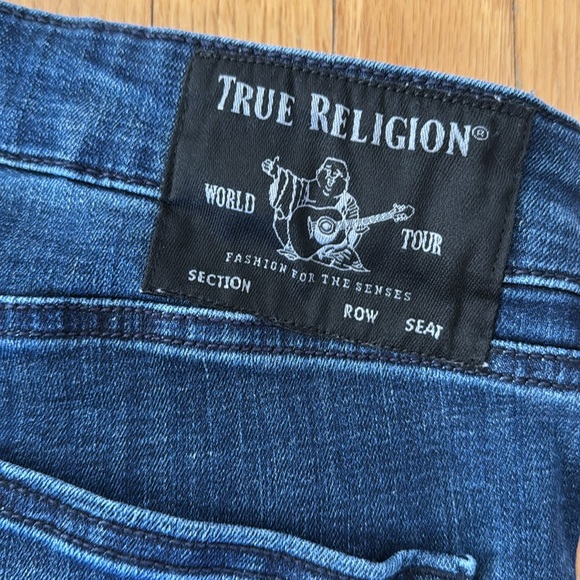 TRUE RELIGION®
WORLD TOUR
FASHION FOR THE SENSES
SECTION ROW SEAT